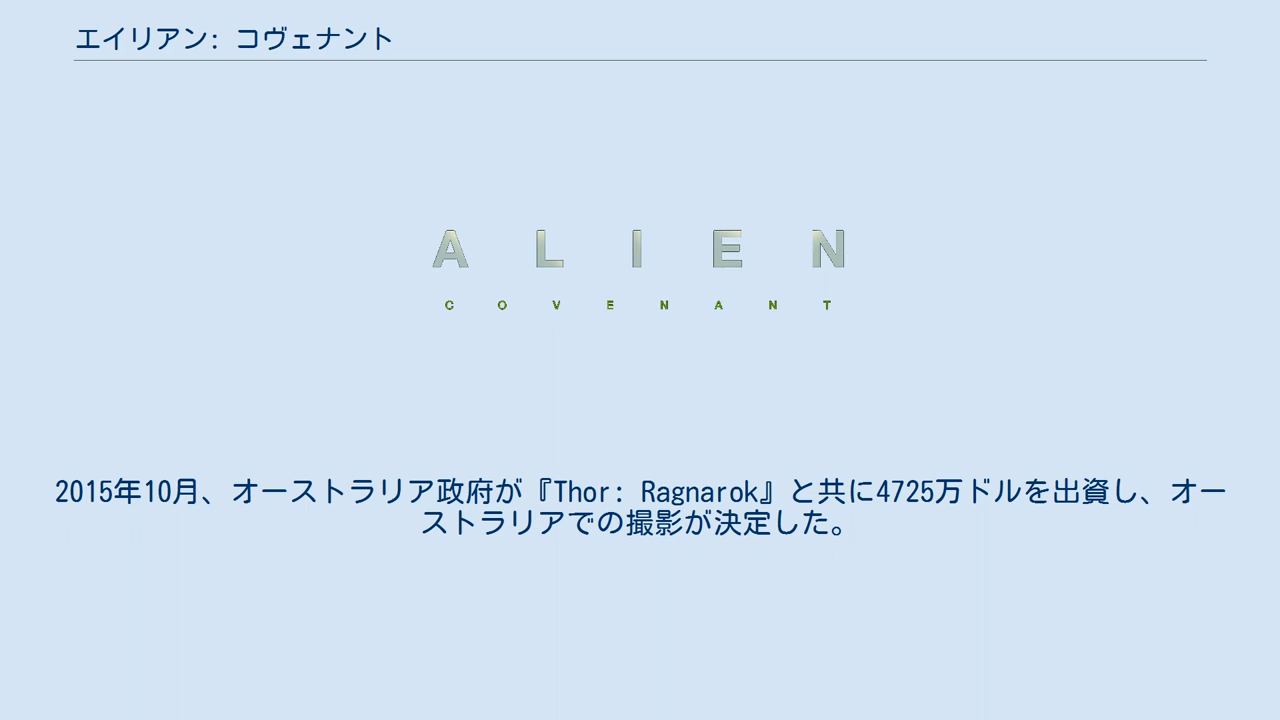 エイリアン: コヴェナント
A L I E N
C O V E N A N T
2015年10月、オーストラリア政府が『Thor: Ragnarok』と共に4725万ドルを出資し、オー
ストラリアでの撮影が決定した。